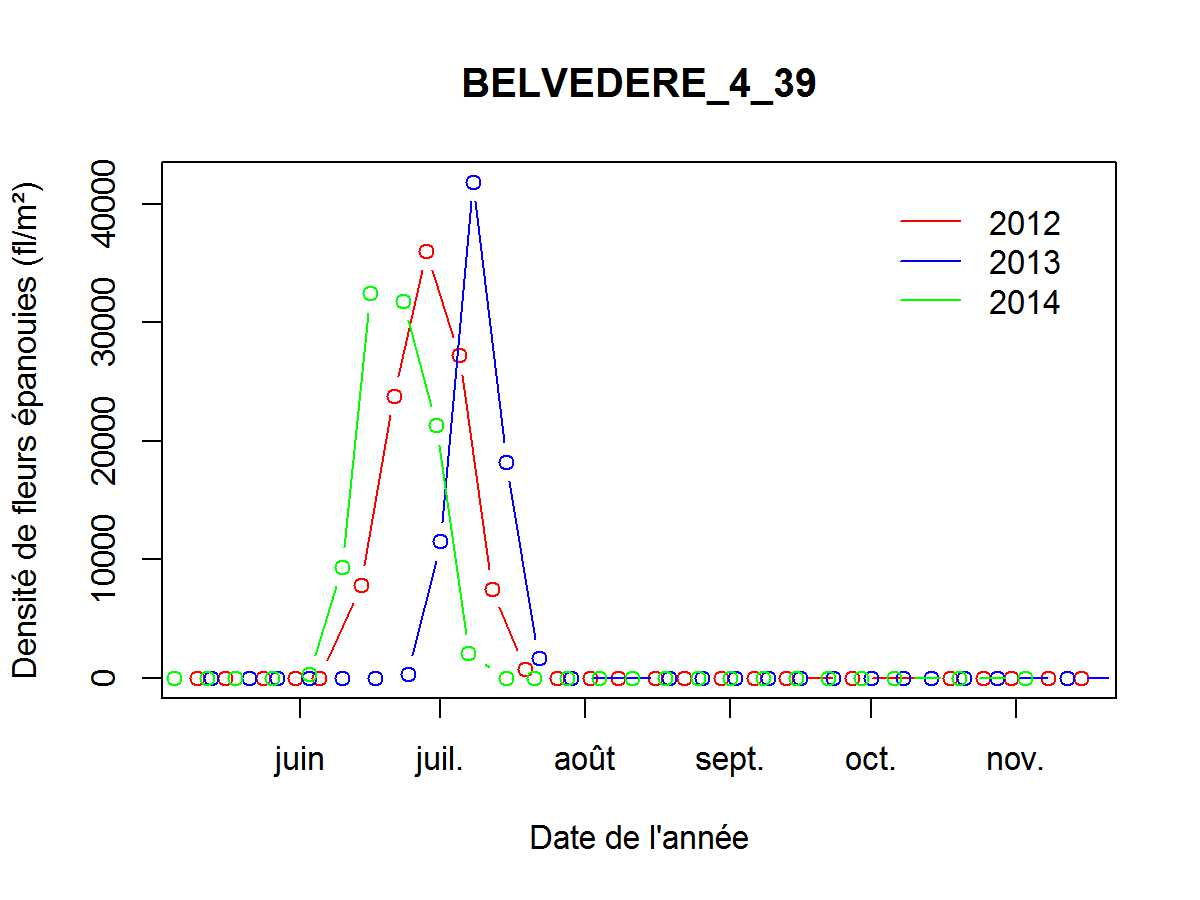 BELVEDERE_4_39
Densité de fleurs épanouies (fl/m²)
40000
30000
20000
10000
0
2012
2013
2014
juin juil. août sept. oct. nov.
Date de l'année